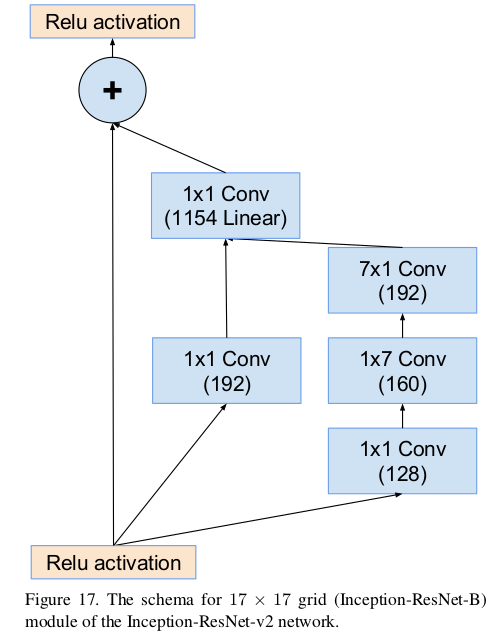 Relu activation
+
1x1 Conv
(1154 Linear)
7x1 Conv
(192)
1x1 Conv
(192)
1x7 Conv
(160)
1x1 Conv
(128)
Relu activation
Figure 17. The schema for 17 × 17 grid (Inception-ResNet-B)
module of the Inception-ResNet-v2 network.